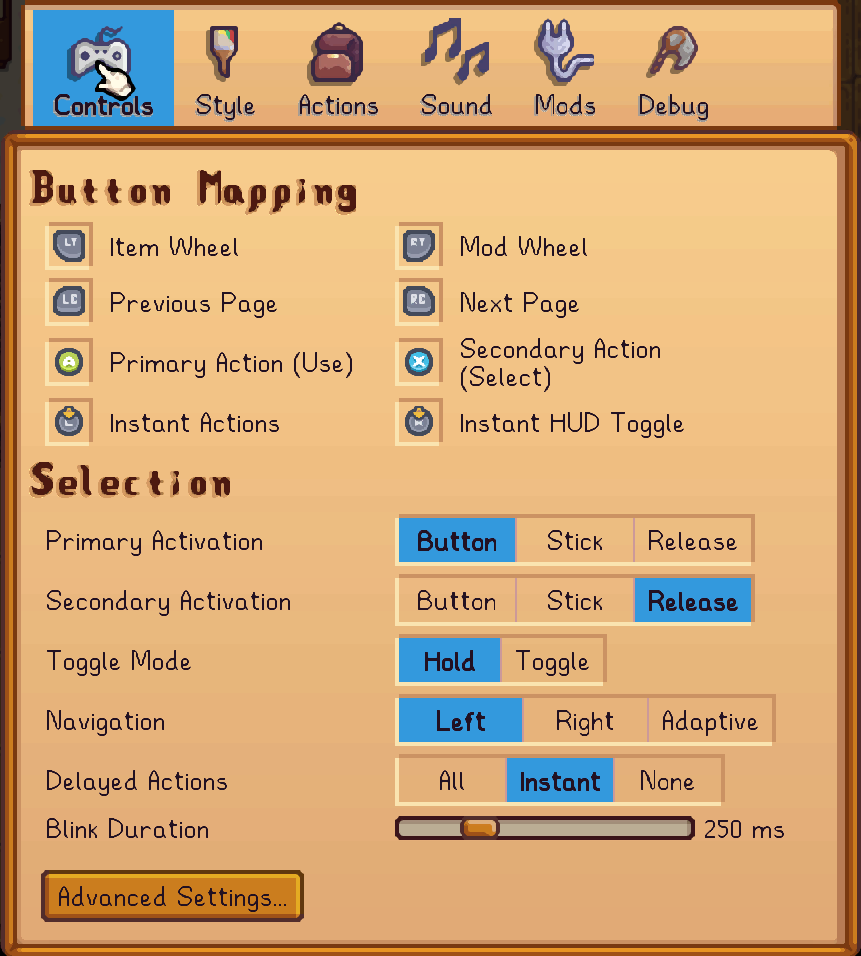 Controls Style Actions Sound Mods Debug
Button Mapping
LT Item Wheel RT Mod Wheel
Previous Page Next Page
A Primary Action (Use) X Secondary Action
(Select)
L Instant Actions Instant HUD Toggle
Selection
Primary Activation Button Stick Release
Secondary Activation Button Stick Release
Toggle Mode Hold Toggle
Navigation Left Right Adaptive
Delayed Actions All Instant None
Blink Duration 250 ms
Advanced Settings...